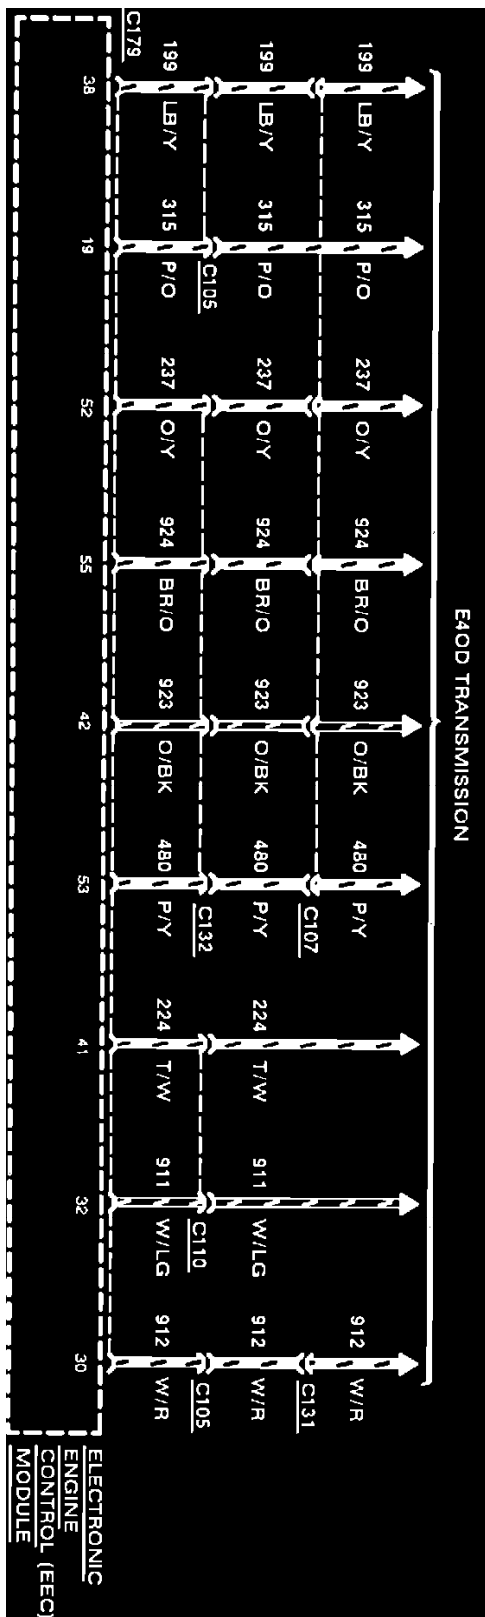 E4OD TRANSMISSION
199 LB/Y 315 P/O 237 O/Y 924 BR/O 923 O/BK 480 P/Y 912 W/R
C107 C131
199 LB/Y 315 P/O 237 O/Y 924 BR/O 923 O/BK 480 P/Y 224 T/W 911 W/LG 912 W/R
C105 C132 C110 C105
199 LB/Y 315 P/O 237 O/Y 924 BR/O 923 O/BK 480 P/Y 224 T/W 911 W/LG 912 W/R
C179
38 19 52 55 42 53 41 32 30
ELECTRONIC
ENGINE
CONTROL (EEC)
MODULE